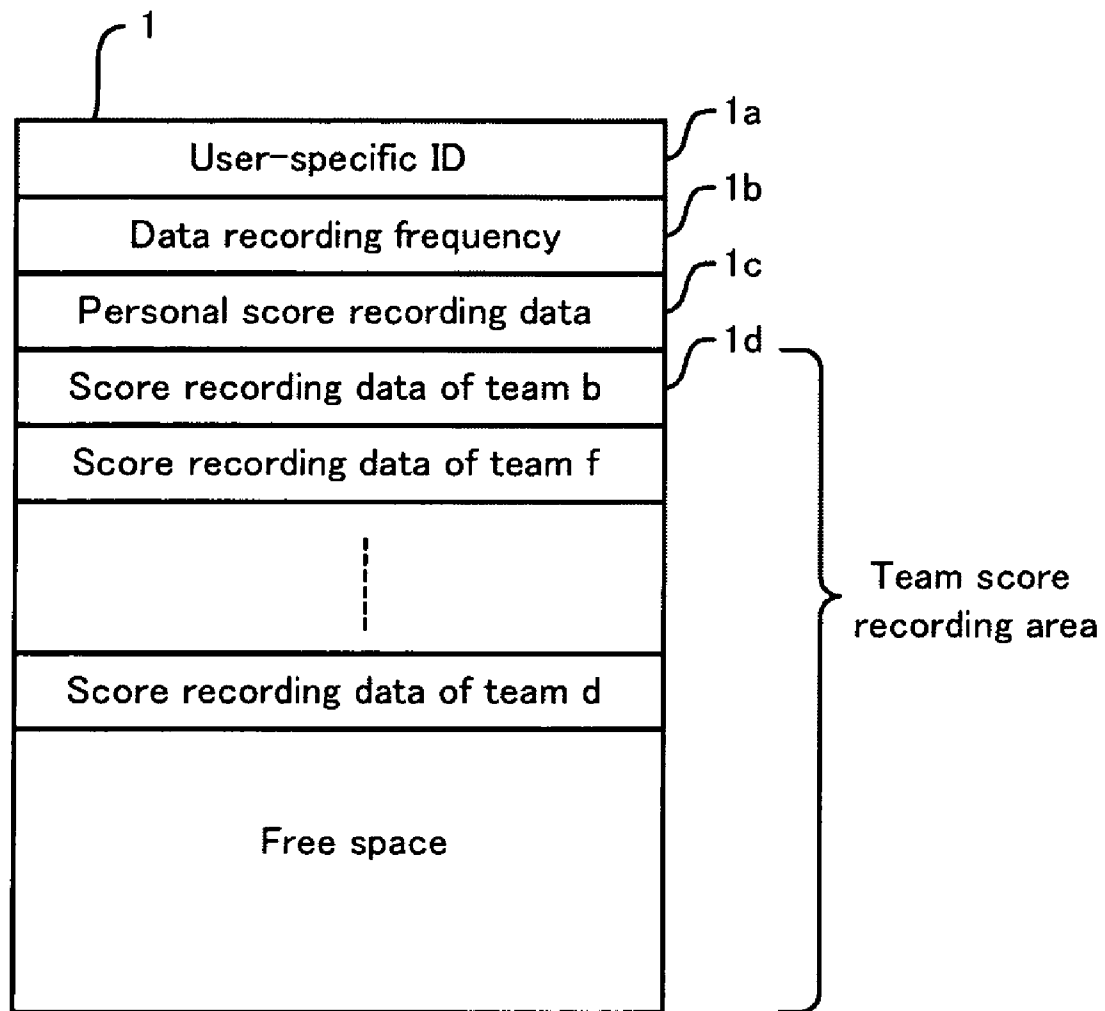 1
User-specific ID
1a
Data recording frequency
1b
Personal score recording data
1c
Score recording data of team b
1d
Score recording data of team f
Score recording data of team d
Free space
Team score
recording area